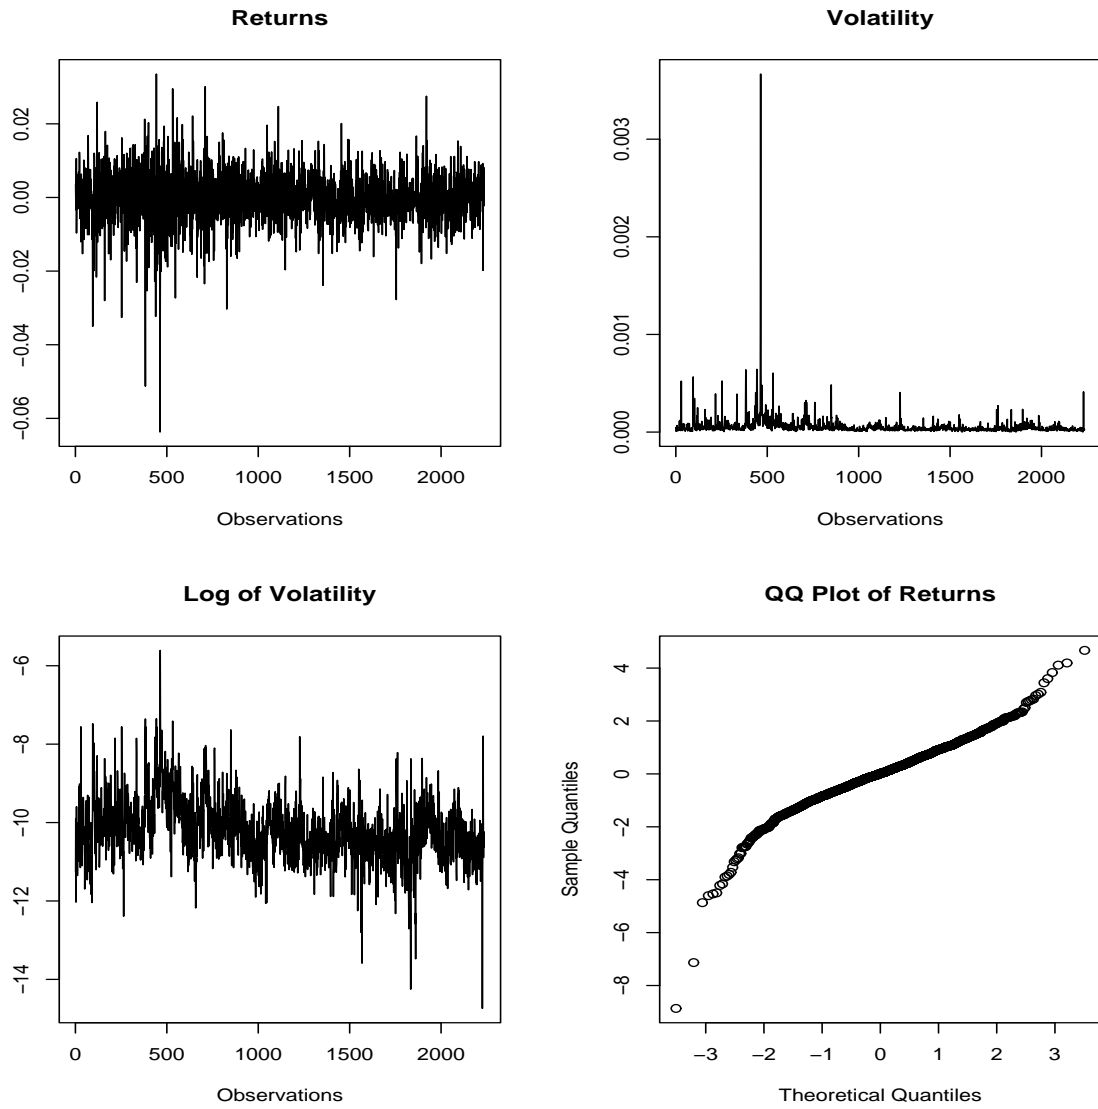 Returns
0.02
0.00
−0.02
−0.04
−0.06
0 500 1000 1500 2000
Observations
Volatility
0.003
0.002
0.001
0.000
0 500 1000 1500 2000
Observations
Log of Volatility
−6
−8
−10
−12
−14
0 500 1000 1500 2000
Observations
QQ Plot of Returns
Sample Quantiles
4
2
0
−2
−4
−6
−8
−3 −2 −1 0 1 2 3
Theoretical Quantiles